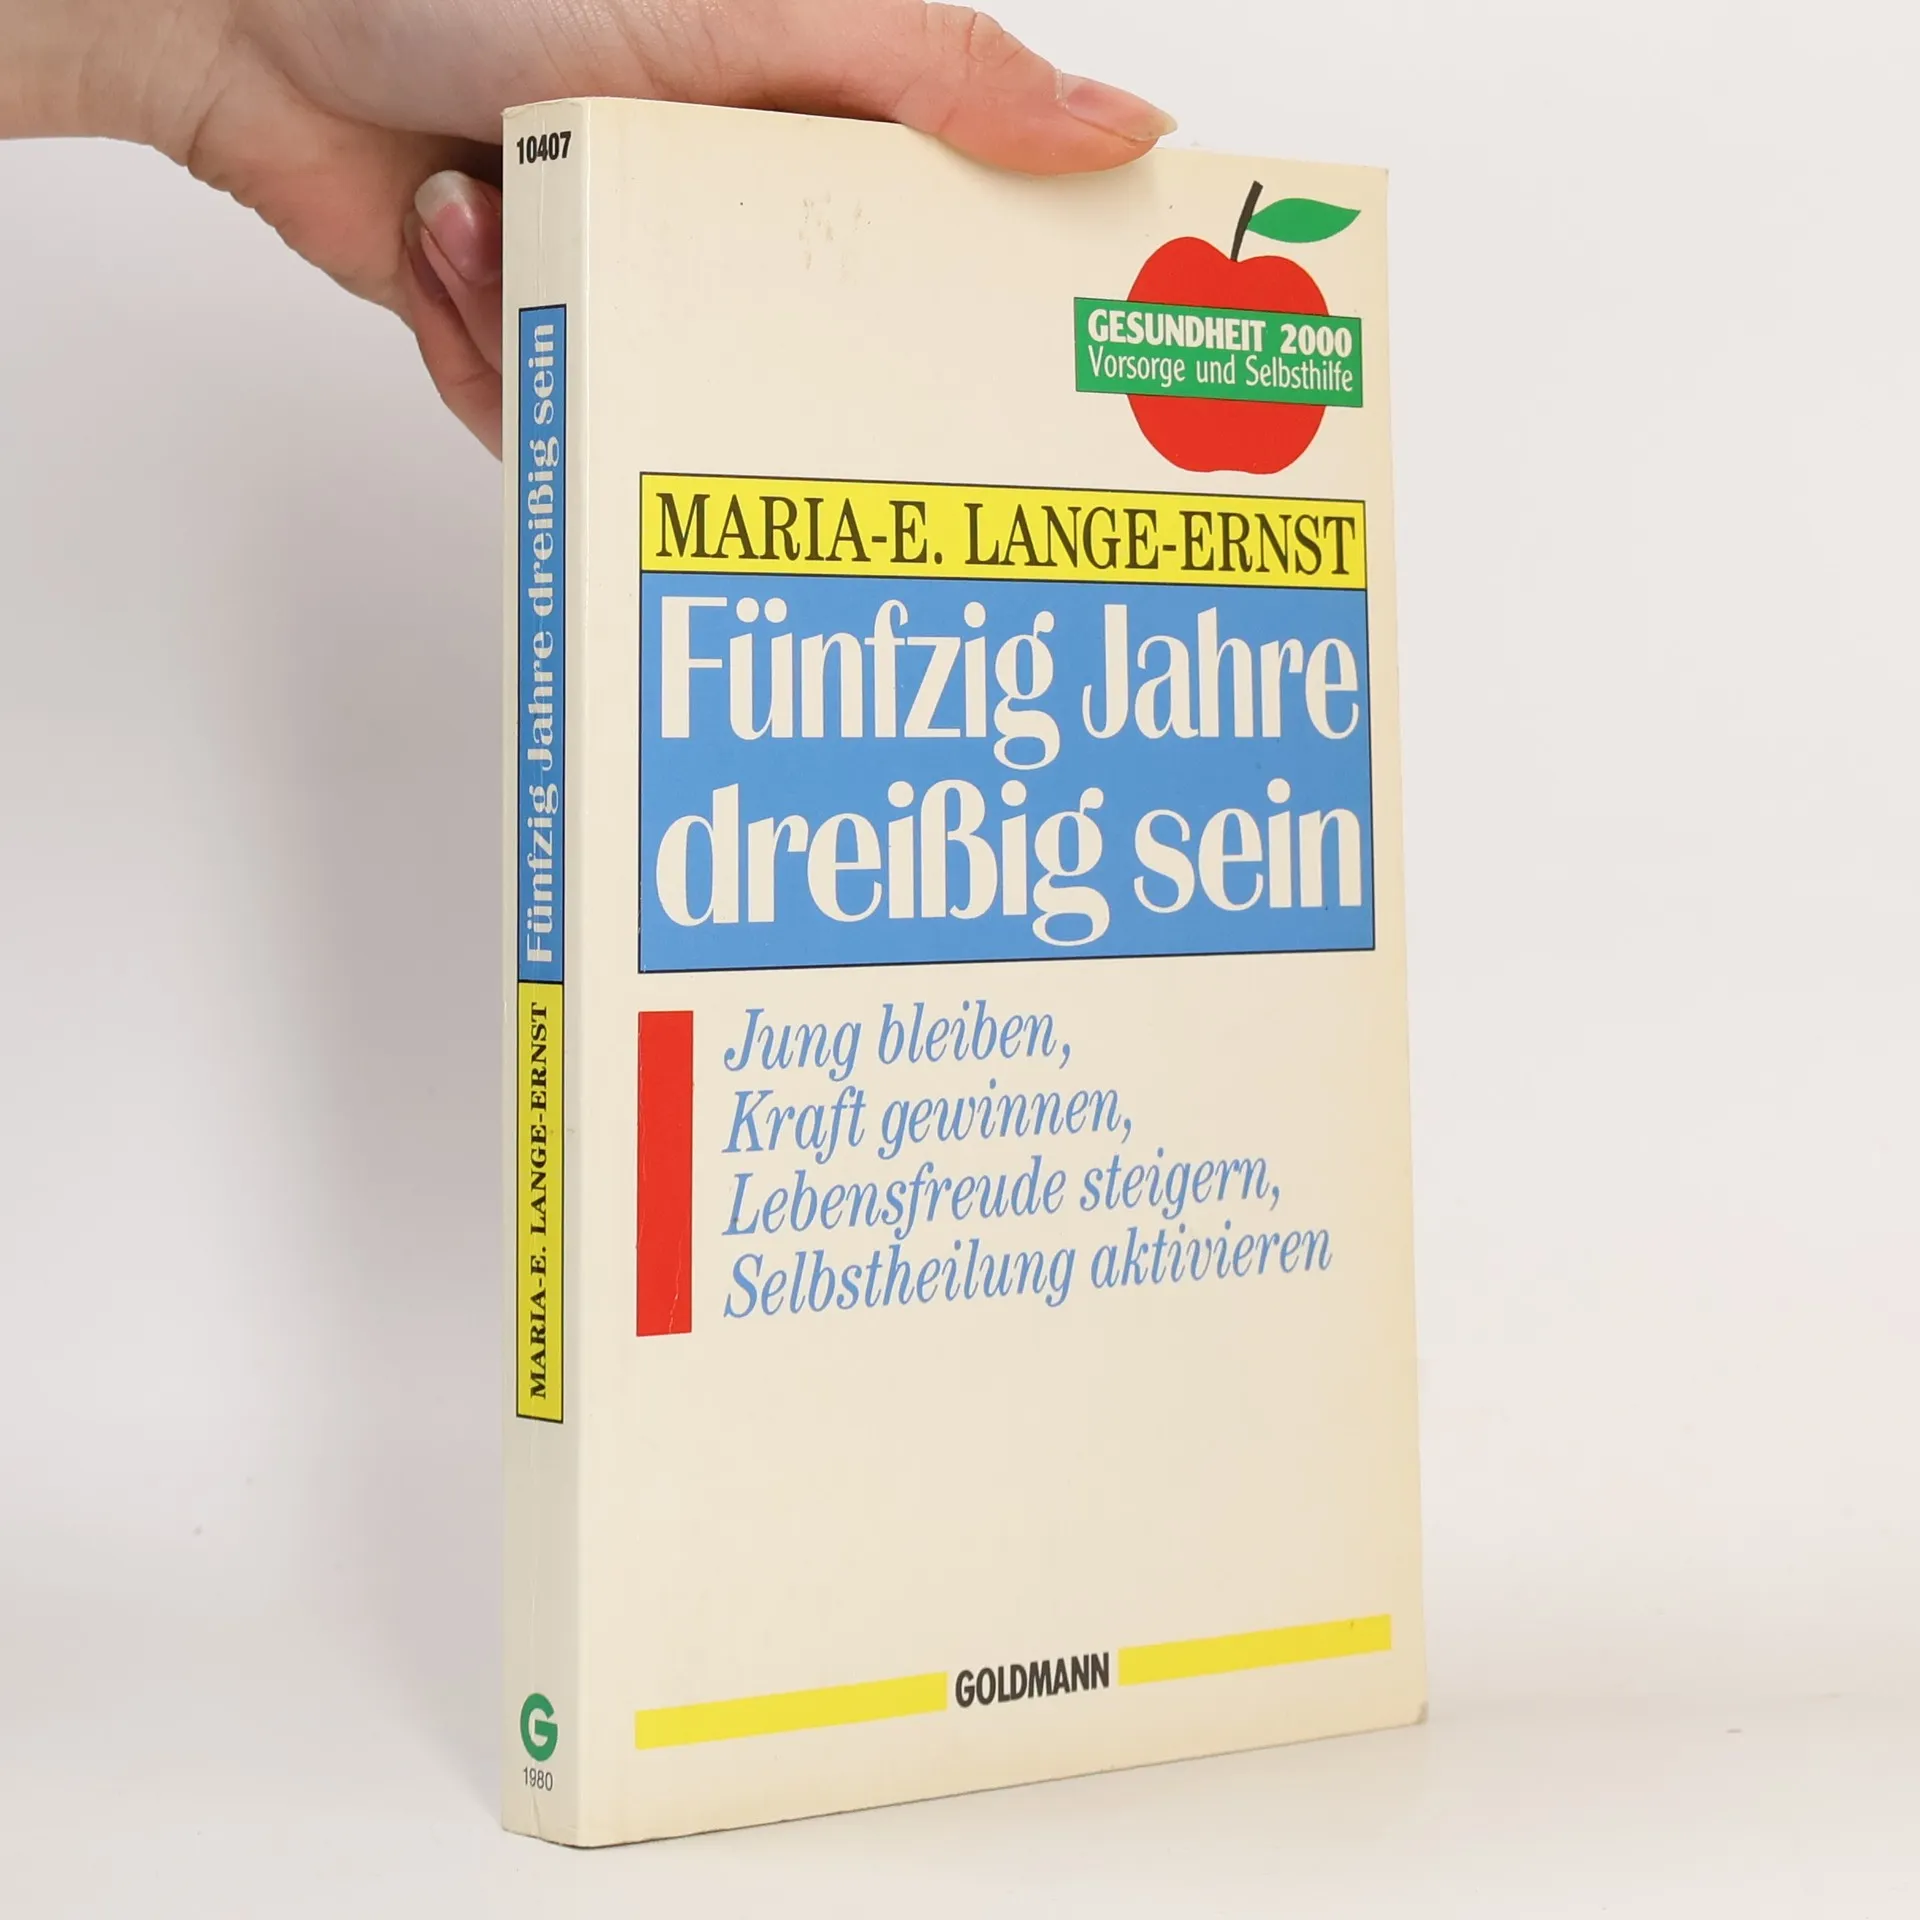 10407
Fünfzig Jahre dreißig sein
MARIA-E. LANGE-ERNST
G
1980
GESUNDHEIT 2000
Vorsorge und Selbsthilfe
MARIA-E. LANGE-ERNST
Fünfzig Jahre
dreißig sein
Jung bleiben,
Kraft gewinnen,
Lebensfreude steigern,
Selbstheilung aktivieren
GOLDMANN